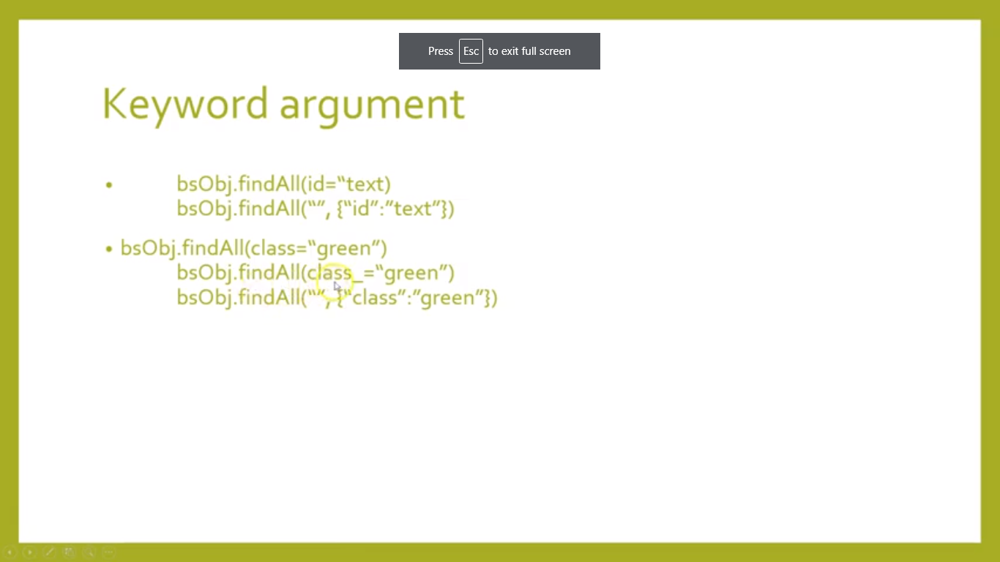 Press Esc to exit full screen
Keyword argument
• bsObj.findAll(id=“text)
bsObj.findAll(“”, {“id”:”text”})
• bsObj.findAll(class=“green”)
bsObj.findAll(class_=“green”)
bsObj.findAll(“”, {“class”:”green”})